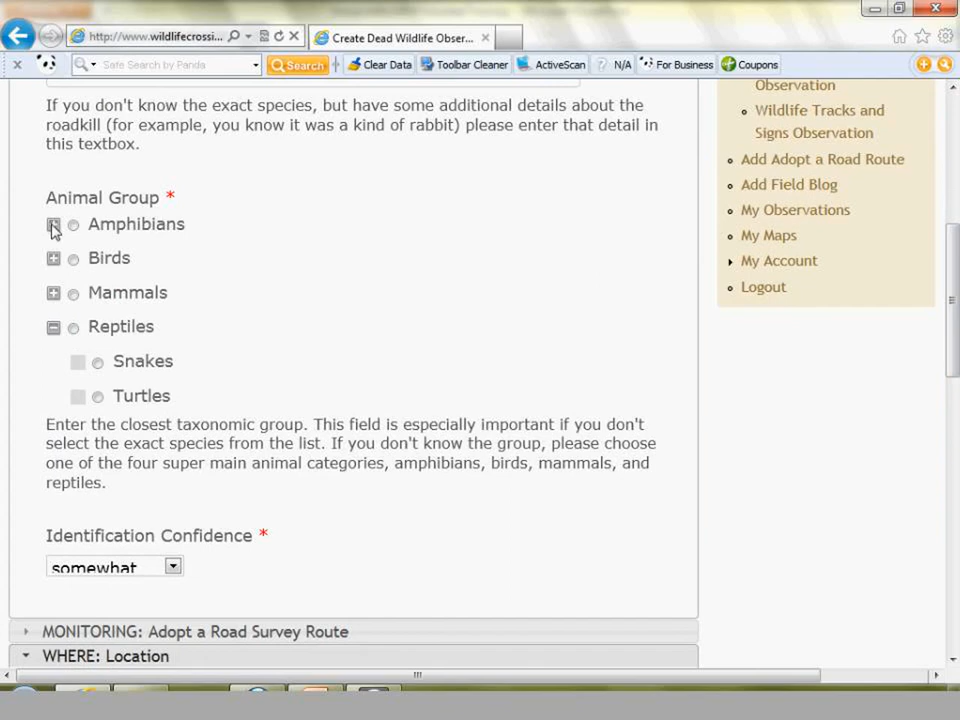 http://www.wildlifecrossi...
Create Dead Wildlife Obser...
Safe Search by Panda
Search
Clear Data
Toolbar Cleaner
ActiveScan
N/A
For Business
Coupons
If you don't know the exact species, but have some additional details about the
roadkill (for example, you know it was a kind of rabbit) please enter that detail in
this textbox.
Animal Group *
Amphibians
Birds
Mammals
Reptiles
Snakes
Turtles
Enter the closest taxonomic group. This field is especially important if you don't
select the exact species from the list. If you don't know the group, please choose
one of the four super main animal categories, amphibians, birds, mammals, and
reptiles.
Identification Confidence *
somewhat
MONITORING: Adopt a Road Survey Route
WHERE: Location
Observation
Wildlife Tracks and
Signs Observation
Add Adopt a Road Route
Add Field Blog
My Observations
My Maps
My Account
Logout